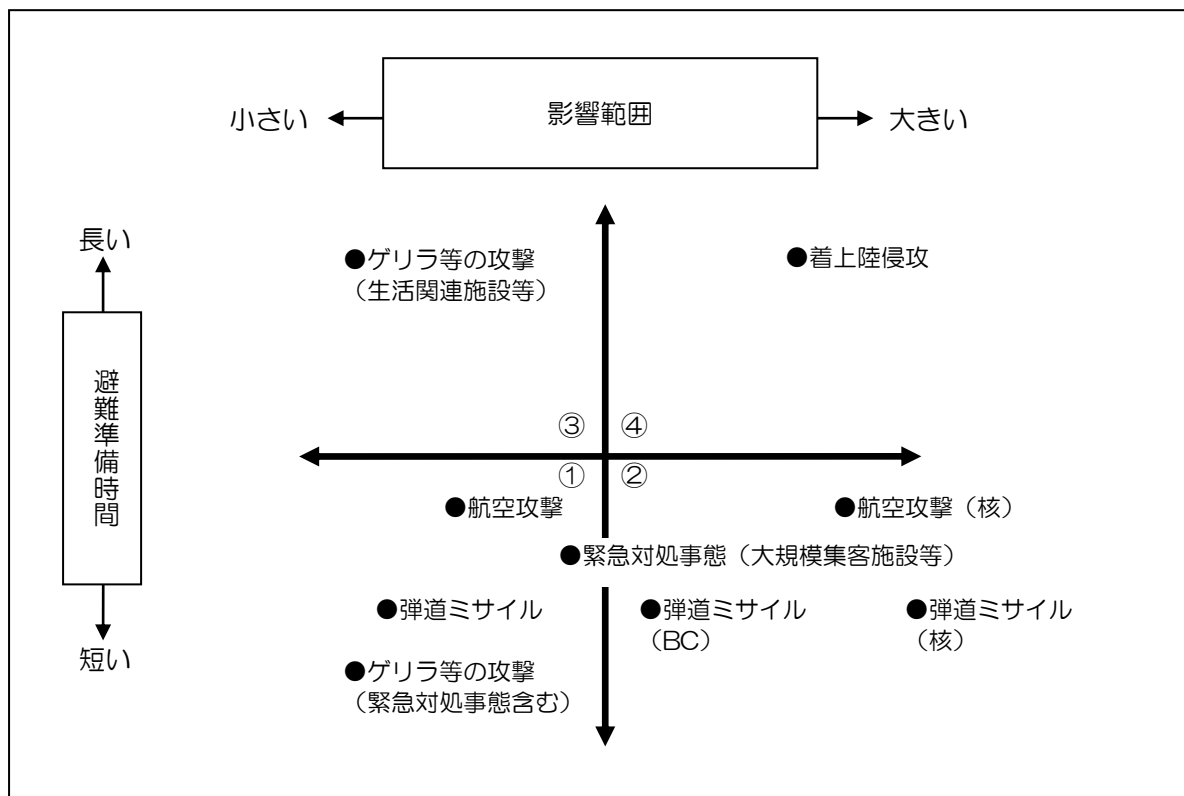 影響範囲
小さい
大きい
長い
避難準備時間
短い
●ゲリラ等の攻撃
（生活関連施設等）
●着上陸侵攻
③
④
①
②
●航空攻撃
●航空攻撃（核）
●緊急対処事態（大規模集客施設等）
●弾道ミサイル
●弾道ミサイル
（BC）
●弾道ミサイル
（核）
●ゲリラ等の攻撃
（緊急対処事態含む）